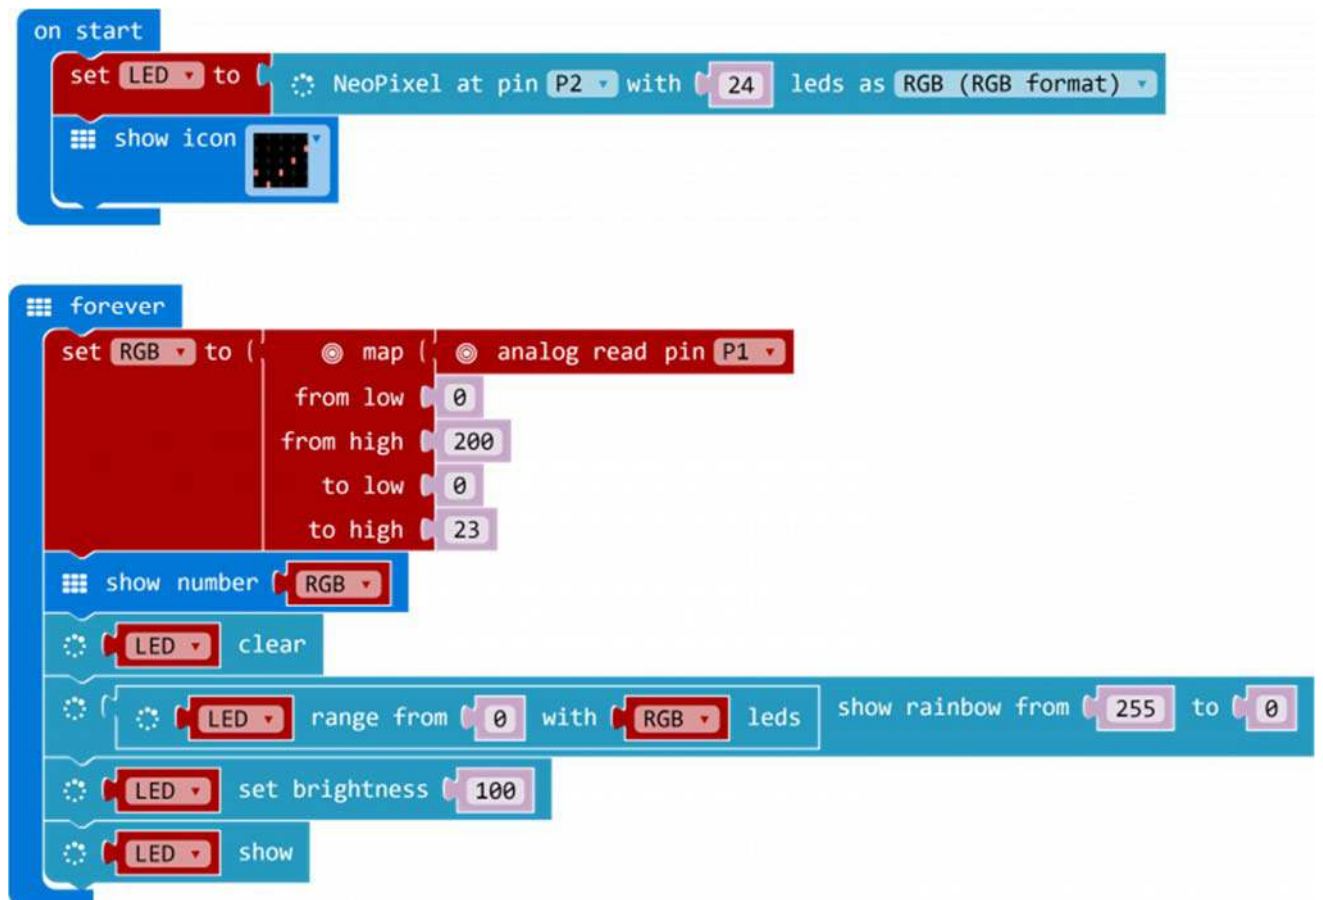 on start
set LED to NeoPixel at pin P2 with 24 leds as RGB (RGB format)
show icon
forever
set RGB to map analog read pin P1
from low 0
from high 200
to low 0
to high 23
show number RGB
LED clear
LED range from 0 with RGB leds show rainbow from 255 to 0
LED set brightness 100
LED show